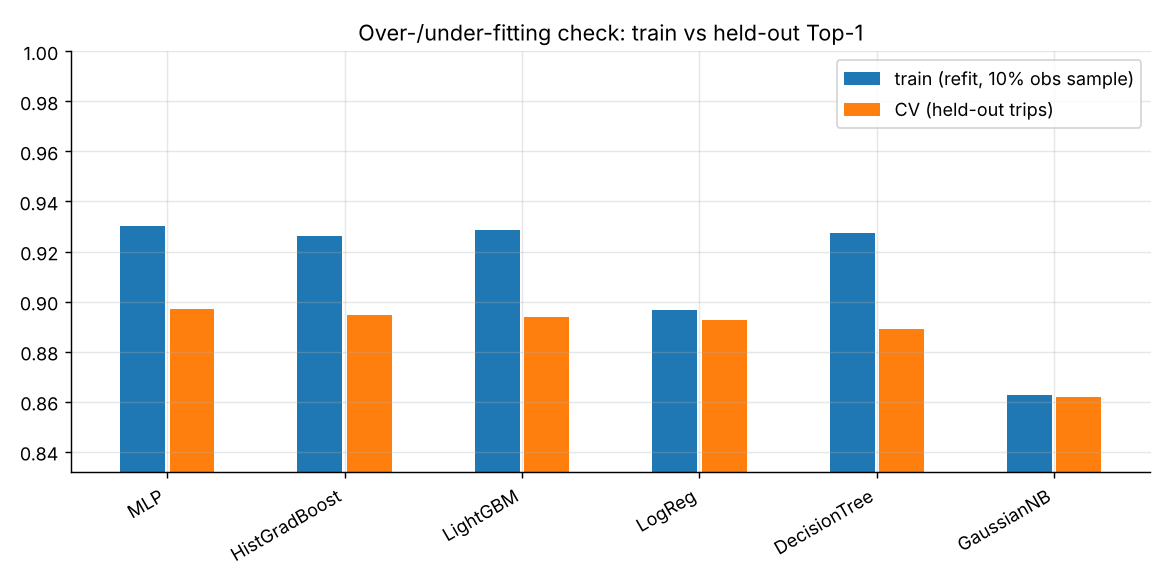 Over-/under-fitting check: train vs held-out Top-1
1.00
0.98
0.96
0.94
0.92
0.90
0.88
0.86
0.84
train (refit, 10% obs sample)
CV (held-out trips)
MLP
HistGradBoost
LightGBM
LogReg
DecisionTree
GaussianNB